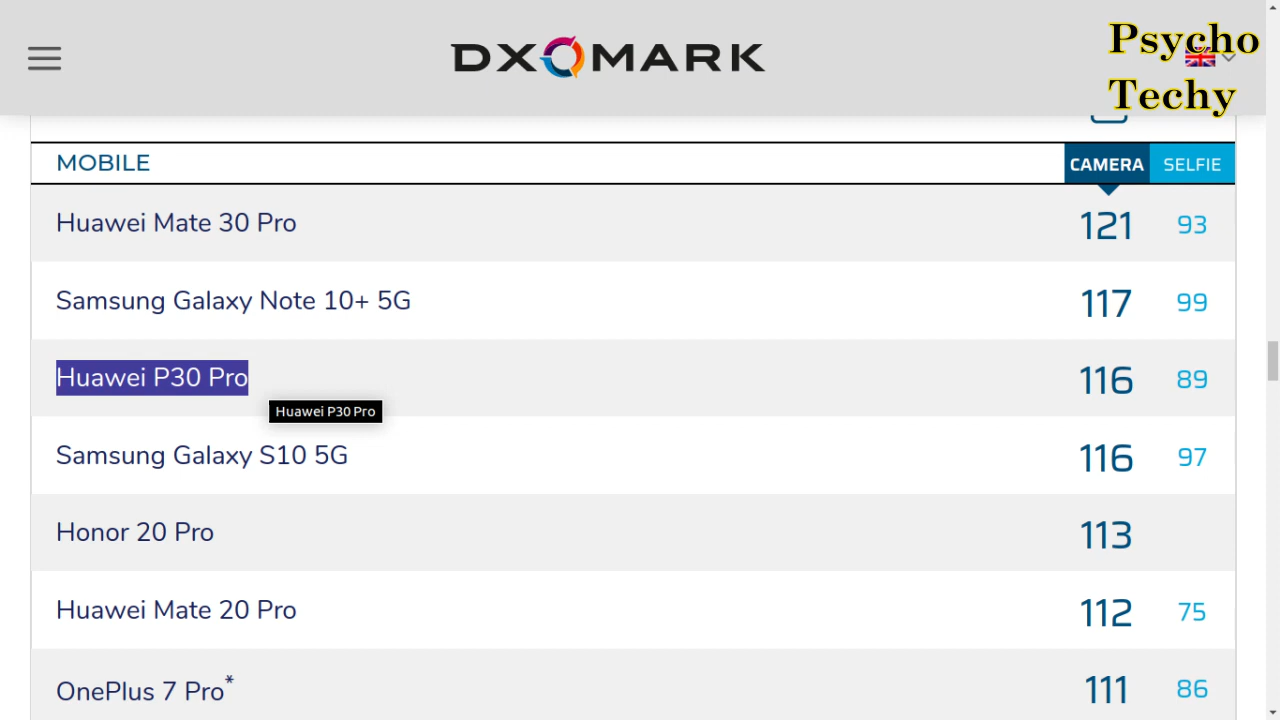 DXOMARK
Psycho
Techy
MOBILE CAMERA SELFIE
Huawei Mate 30 Pro 121 93
Samsung Galaxy Note 10+ 5G 117 99
Huawei P30 Pro 116 89
Huawei P30 Pro
Samsung Galaxy S10 5G 116 97
Honor 20 Pro 113
Huawei Mate 20 Pro 112 75
OnePlus 7 Pro* 111 86